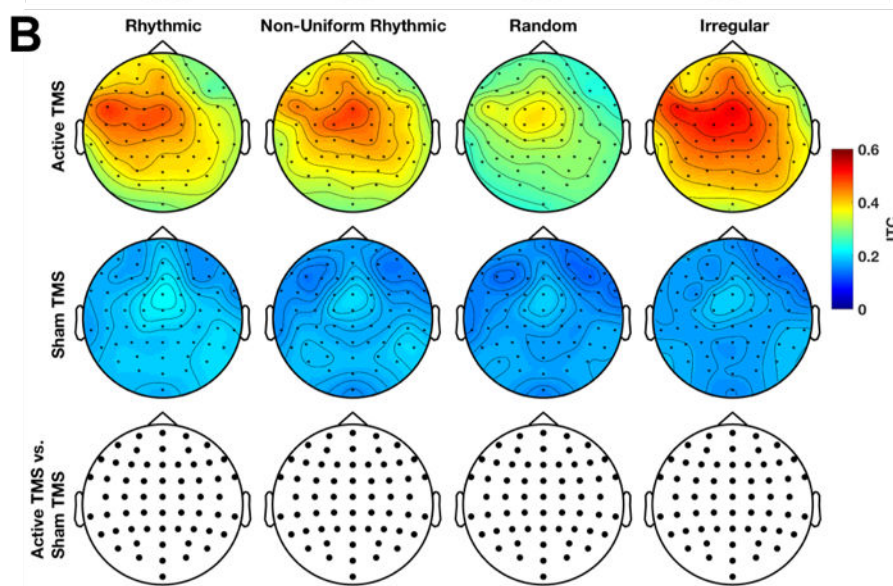 B
Rhythmic
Non-Uniform Rhythmic
Random
Irregular
Active TMS
Sham TMS
Active TMS vs.
Sham TMS
0.6
0.4
0.2
0
ITC